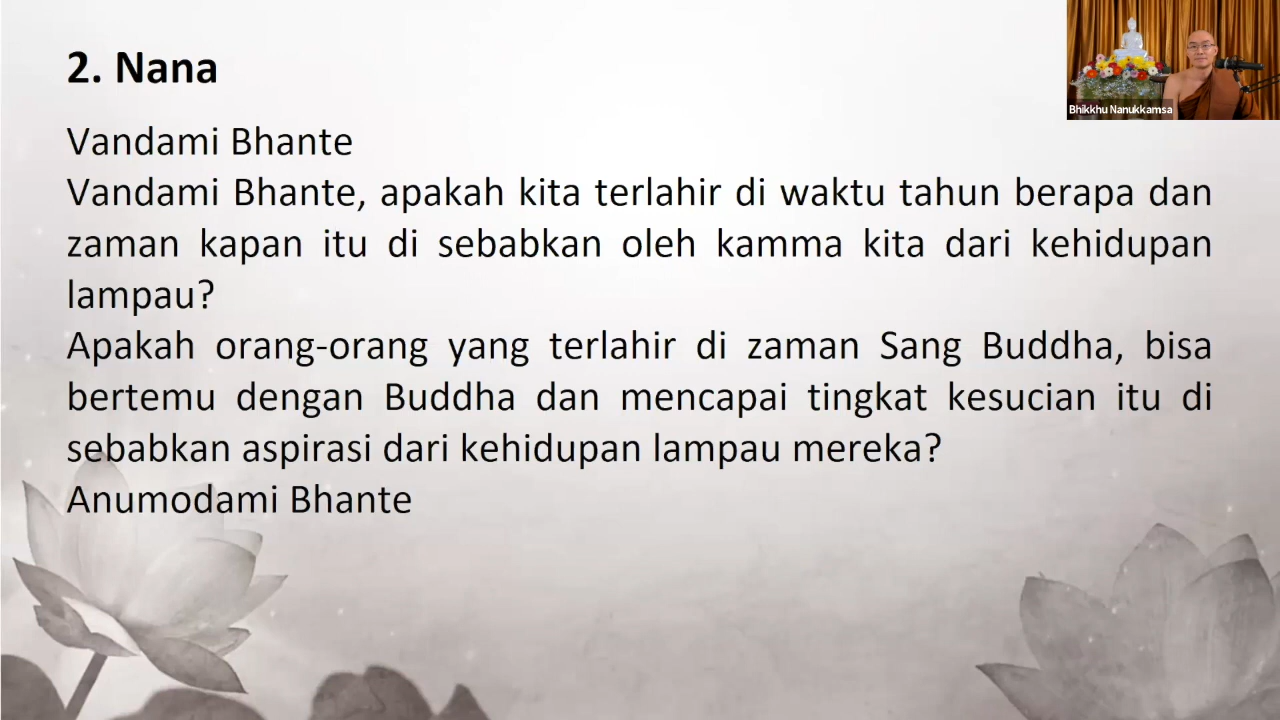 2. Nana
Bhikkhu Nanukkamsa
Vandami Bhante
Vandami Bhante, apakah kita terlahir di waktu tahun berapa dan
zaman kapan itu di sebabkan oleh kamma kita dari kehidupan
lampau?
Apakah orang-orang yang terlahir di zaman Sang Buddha, bisa
bertemu dengan Buddha dan mencapai tingkat kesucian itu di
sebabkan aspirasi dari kehidupan lampau mereka?
Anumodami Bhante